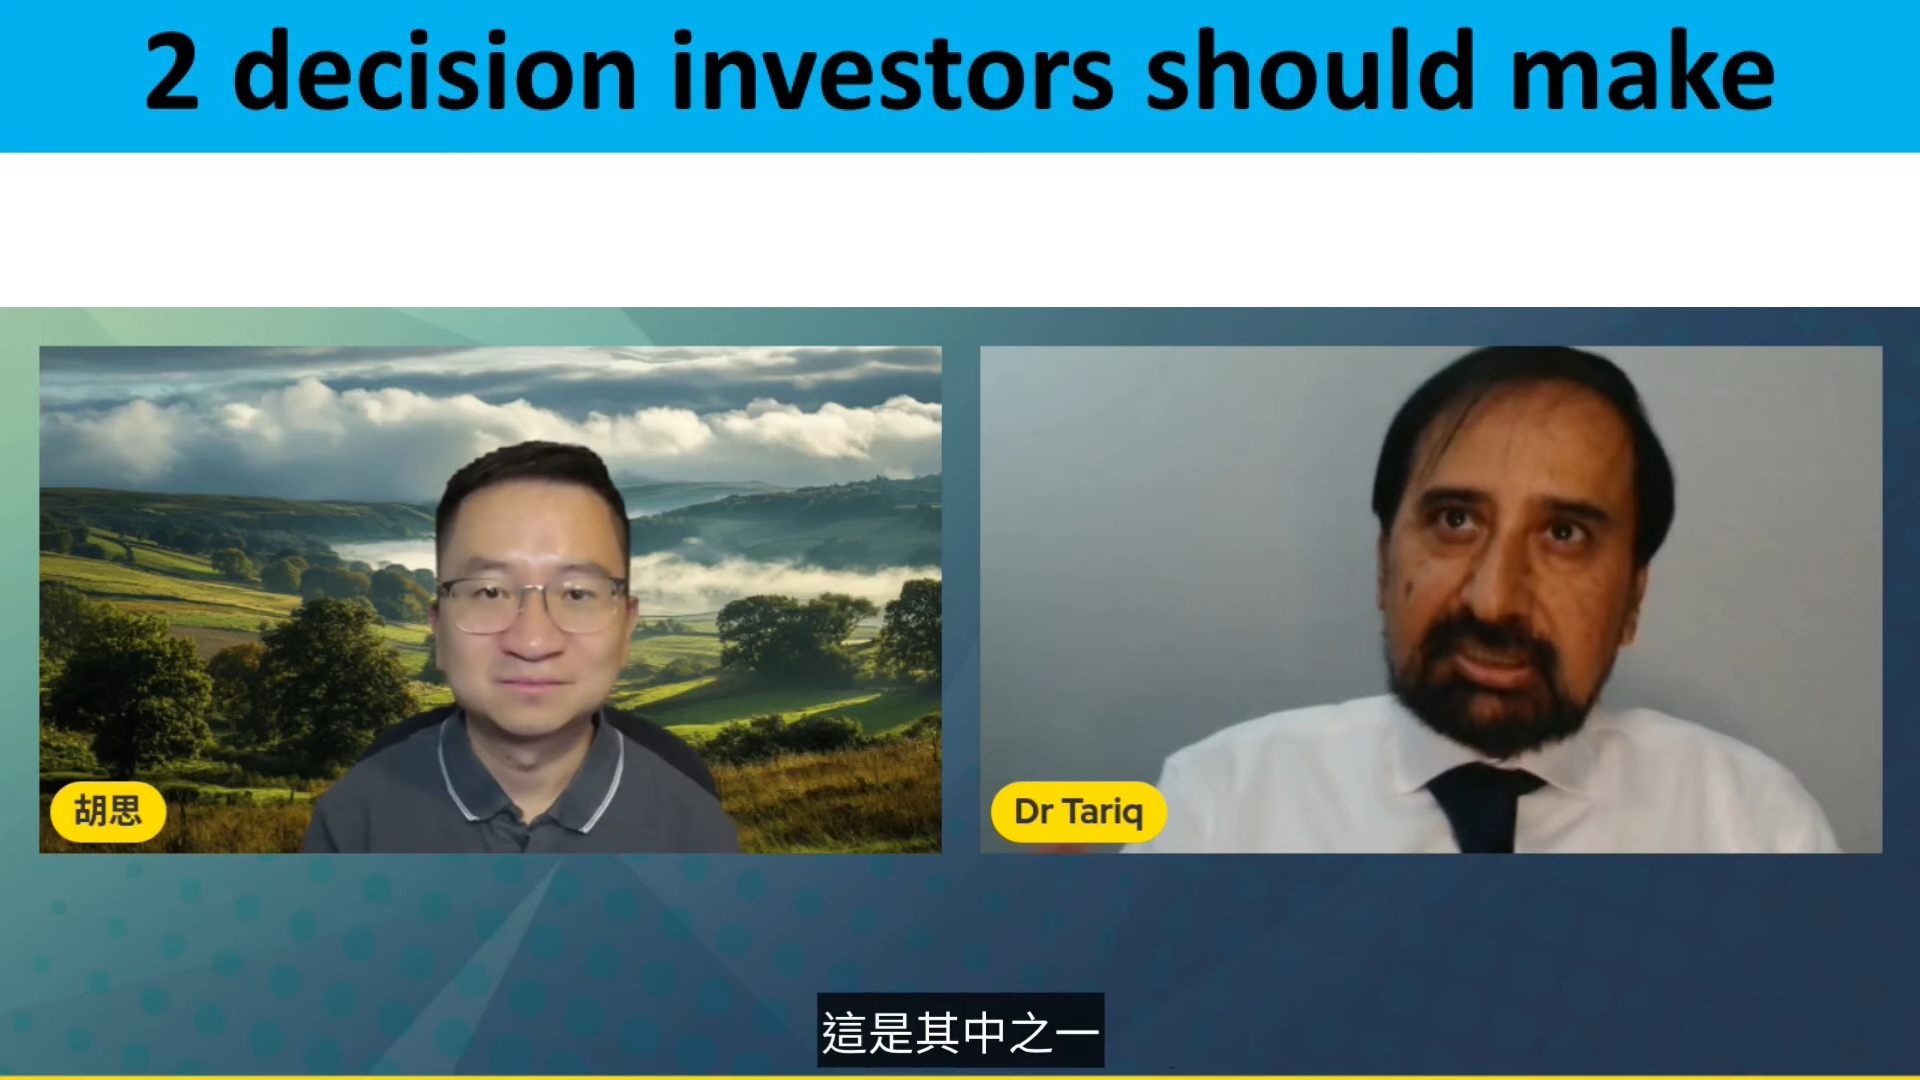 2 decision investors should make
胡思
Dr Tariq
這是其中之一